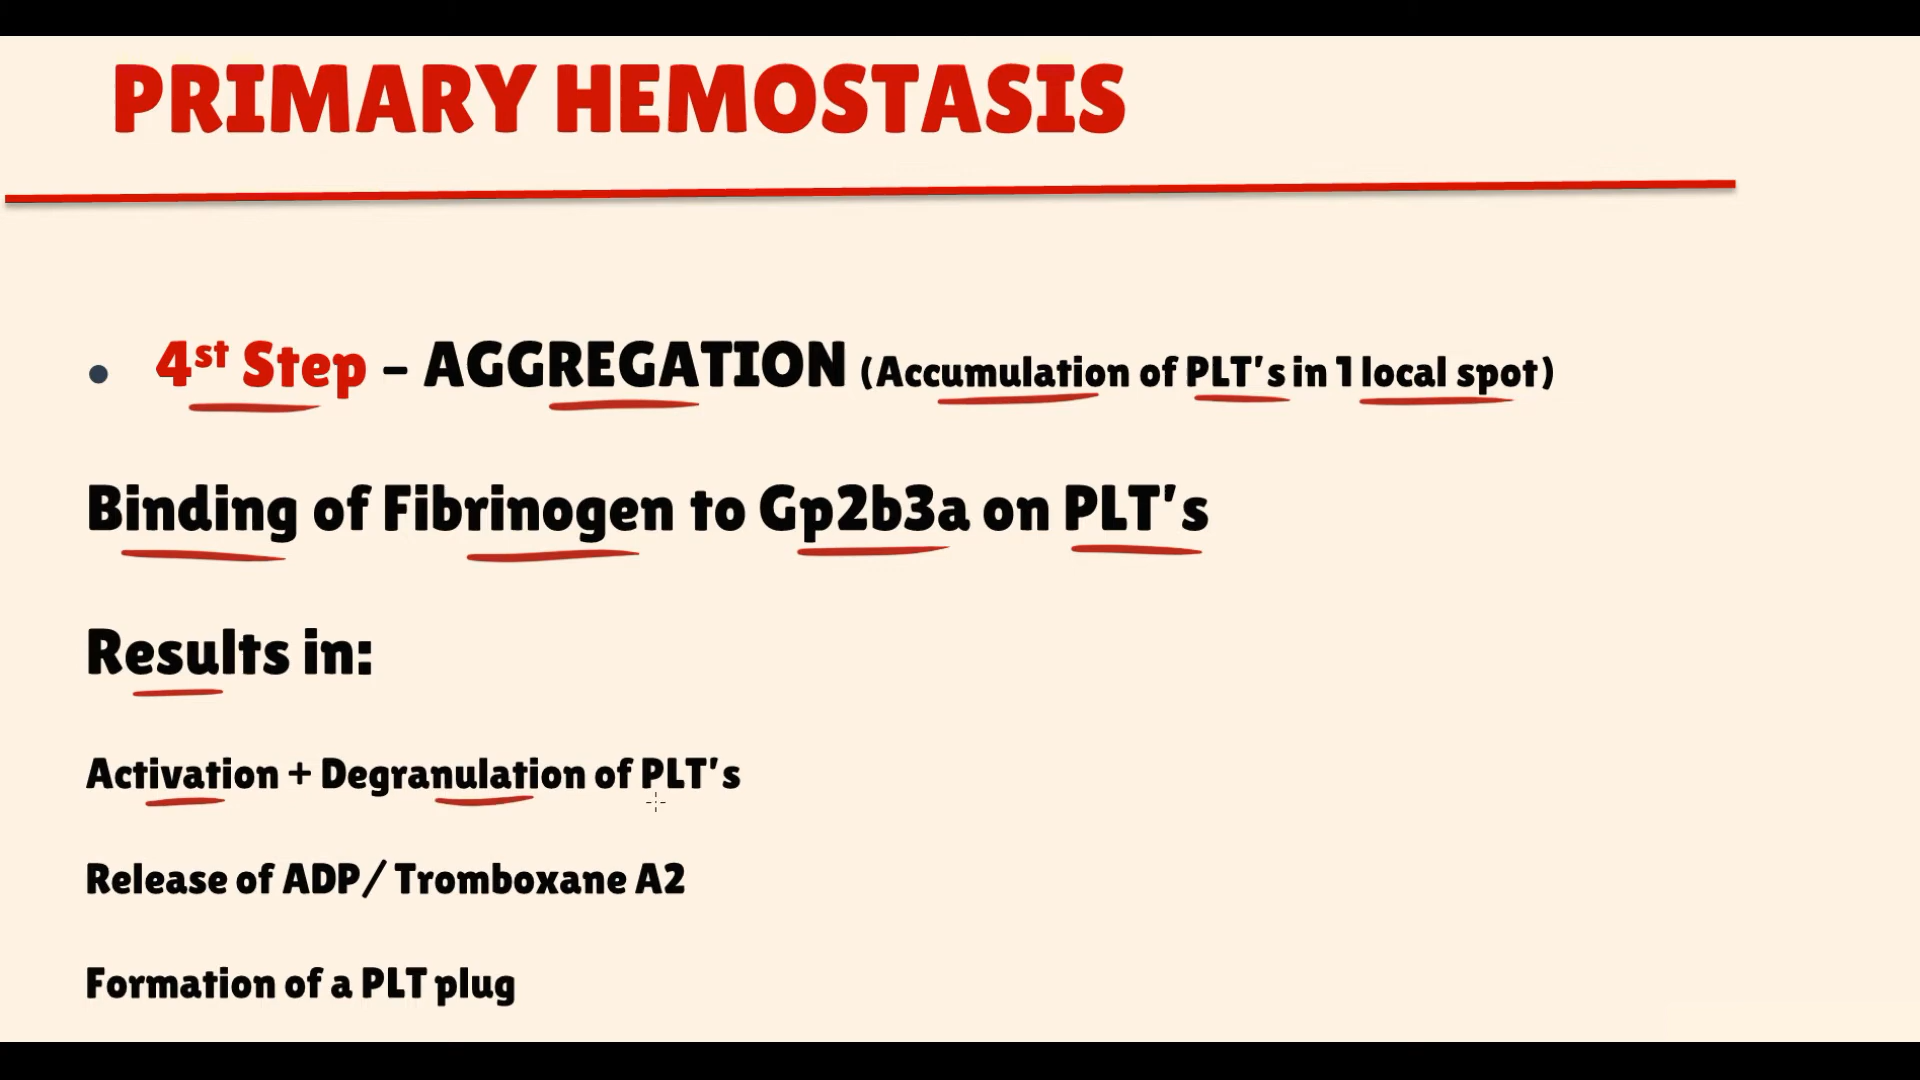 PRIMARY HEMOSTASIS
• 4st Step – AGGREGATION (Accumulation of PLT's in 1 local spot)
Binding of Fibrinogen to Gp2b3a on PLT's
Results in:
Activation + Degranulation of PLT's
Release of ADP/ Tromboxane A2
Formation of a PLT plug